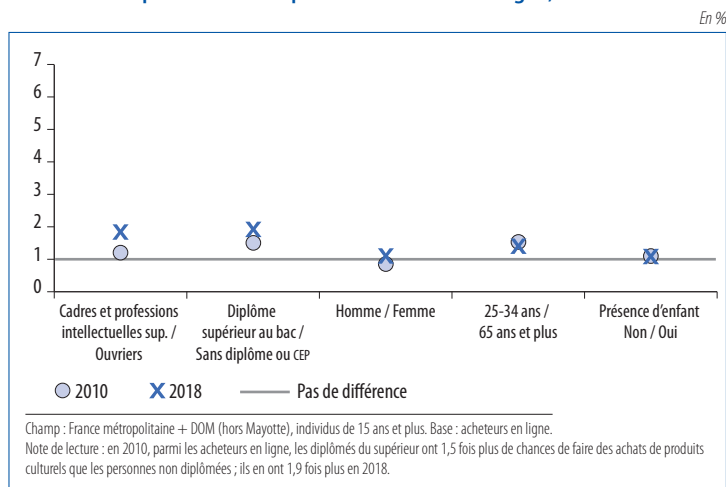 En %
7
6
5
4
3
2
1
0
Cadres et professions
intellectuelles sup. /
Ouvriers
Diplôme
supérieur au bac /
Sans diplôme ou CEP
Homme / Femme
25-34 ans /
65 ans et plus
Présence d'enfant
Non / Oui
2010 X 2018 Pas de différence
Champ : France métropolitaine + DOM (hors Mayotte), individus de 15 ans et plus. Base : acheteurs en ligne.
Note de lecture : en 2010, parmi les acheteurs en ligne, les diplômés du supérieur ont 1,5 fois plus de chances de faire des achats de produits
culturels que les personnes non diplômées ; ils en ont 1,9 fois plus en 2018.